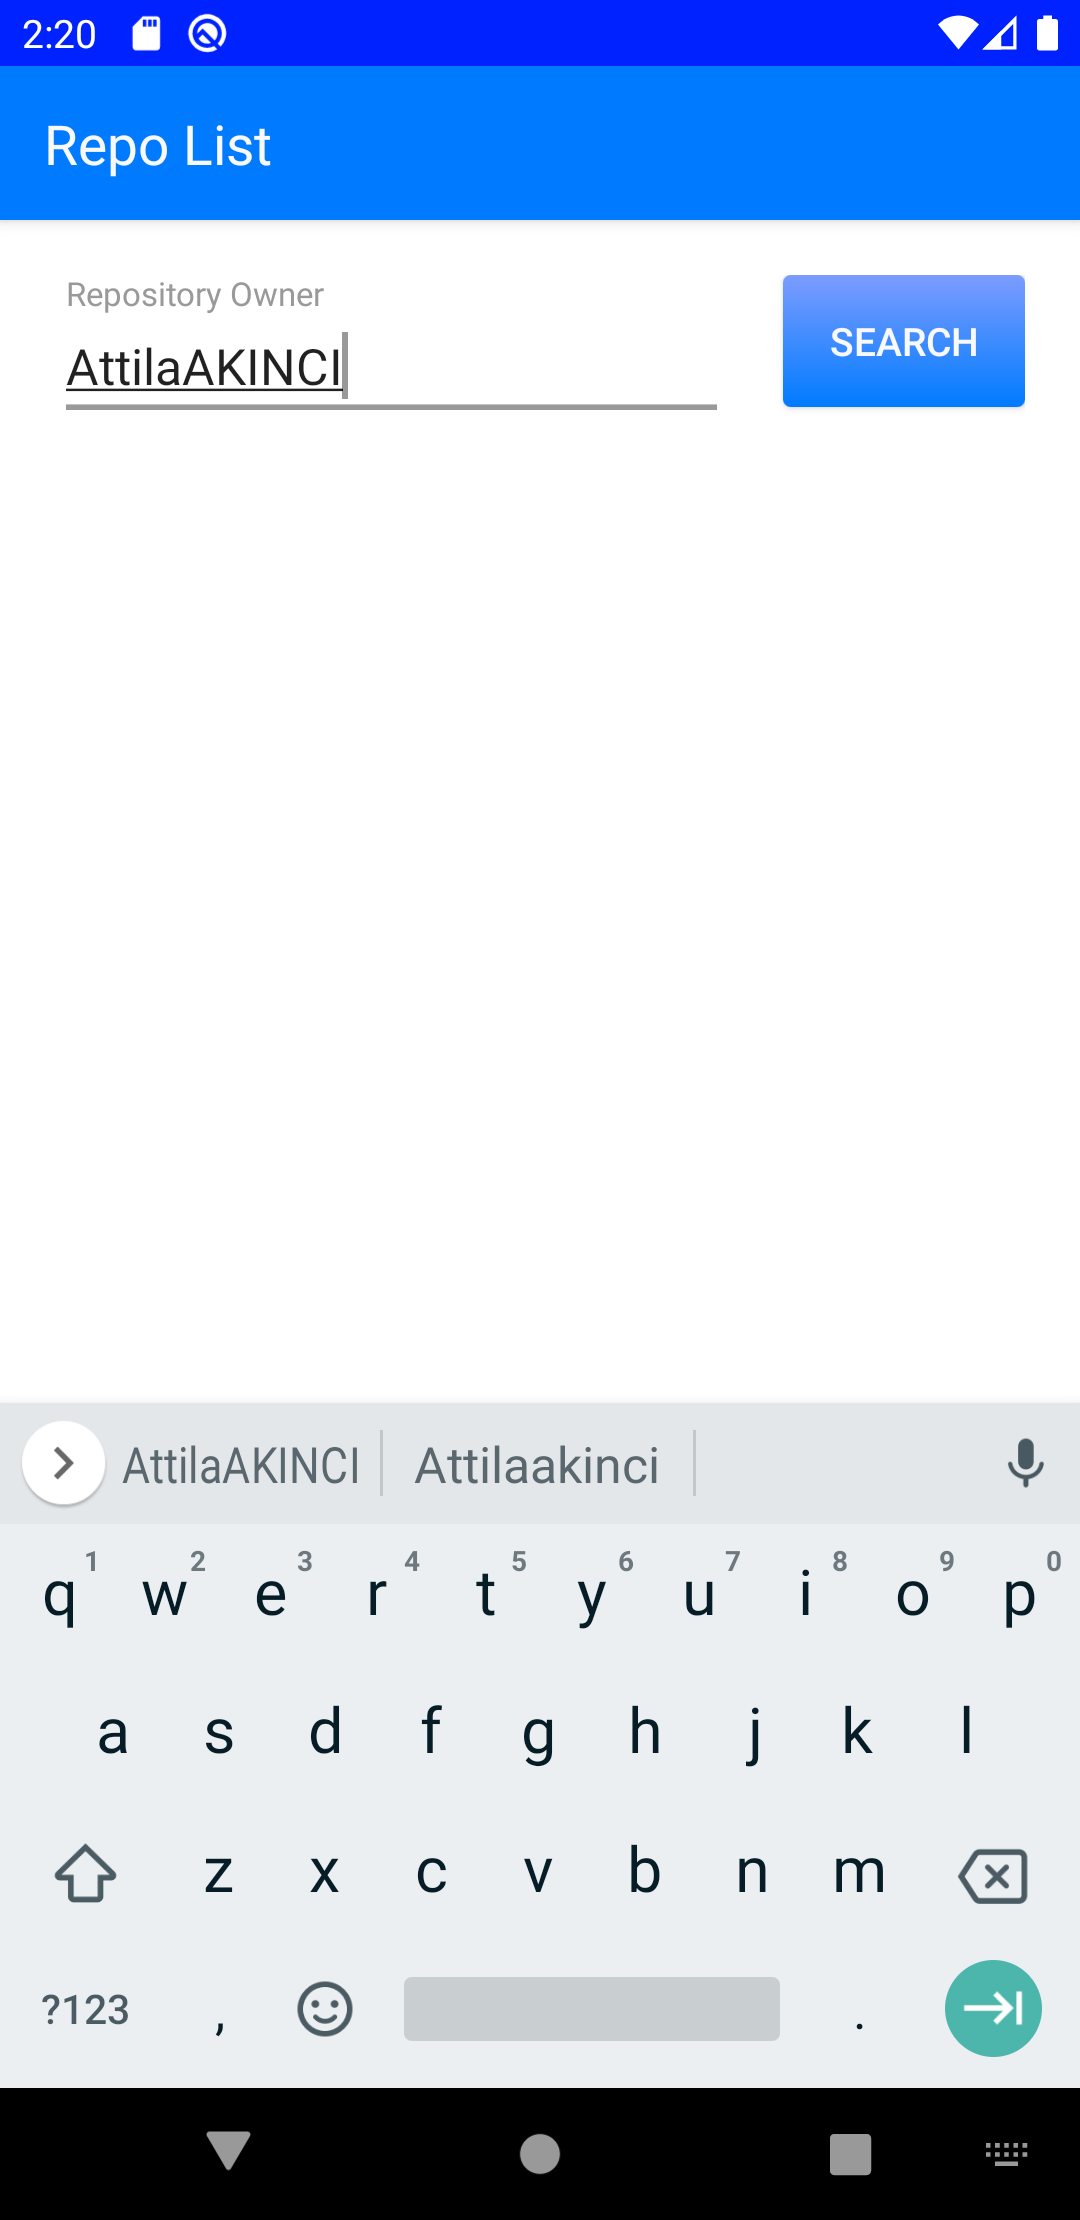 2:20
Repo List
Repository Owner
AttilaAKINCI
SEARCH
AttilaAKINCI Attilaakinci
1 2 3 4 5 6 7 8 9 0
q w e r t y u i o p
a s d f g h j k l
z x c v b n m
?123 , .